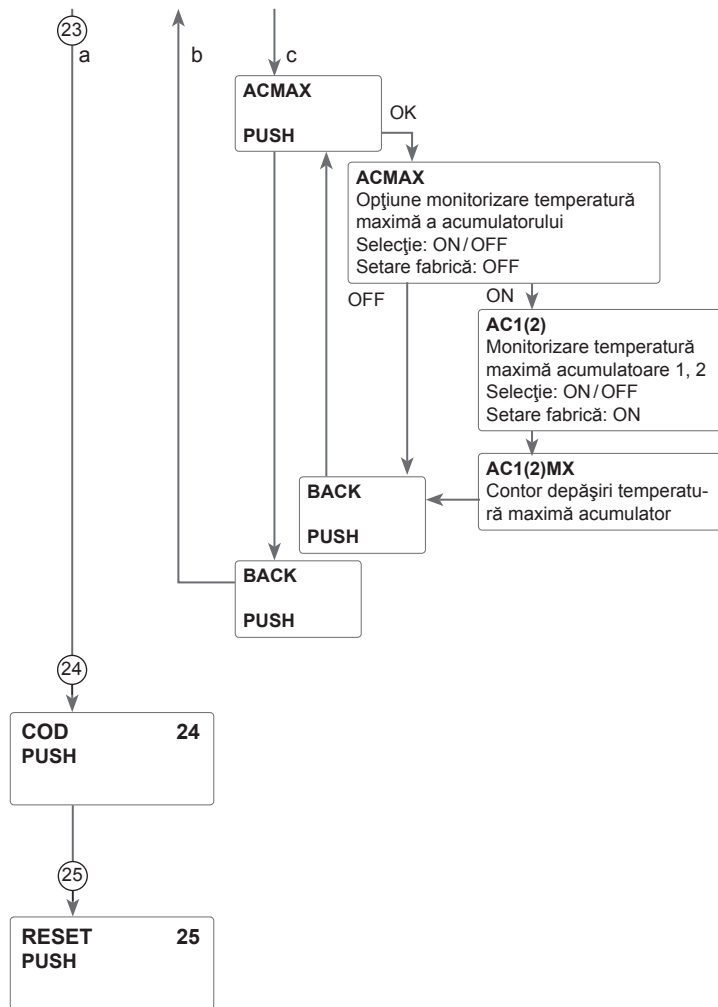 23
a
b
c
ACMAX
PUSH
OK
ACMAX
Opţiune monitorizare temperatură
maximă a acumulatorului
Selecţie: ON/OFF
Setare fabrică: OFF
OFF
ON
AC1(2)
Monitorizare temperatură
maximă acumulatoare 1, 2
Selecţie: ON/OFF
Setare fabrică: ON
AC1(2)MX
Contor depăşiri temperatu-
ră maximă acumulator
BACK
PUSH
BACK
PUSH
24
COD 24
PUSH
25
RESET 25
PUSH